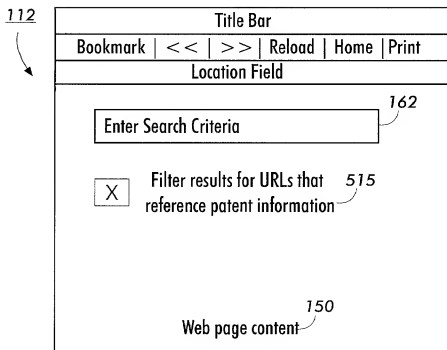 112
Title Bar
Bookmark | < < | > > | Reload | Home | Print
Location Field
162
Enter Search Criteria
X
Filter results for URLs that 515
reference patent information
150
Web page content